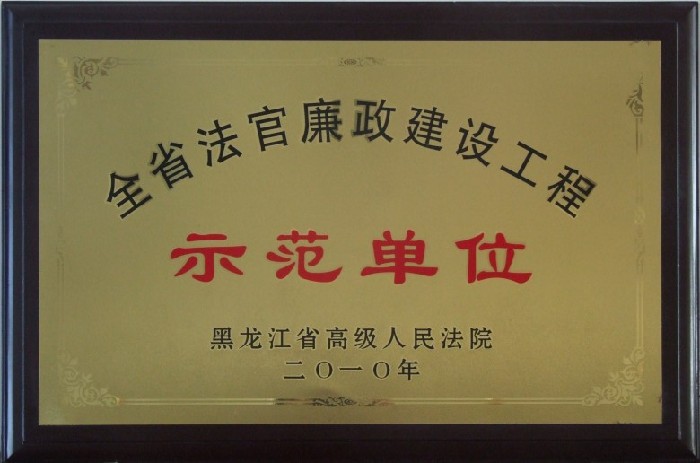 全省法官廉政建设工程
示范单位
黑龙江省高级人民法院
二〇一〇年